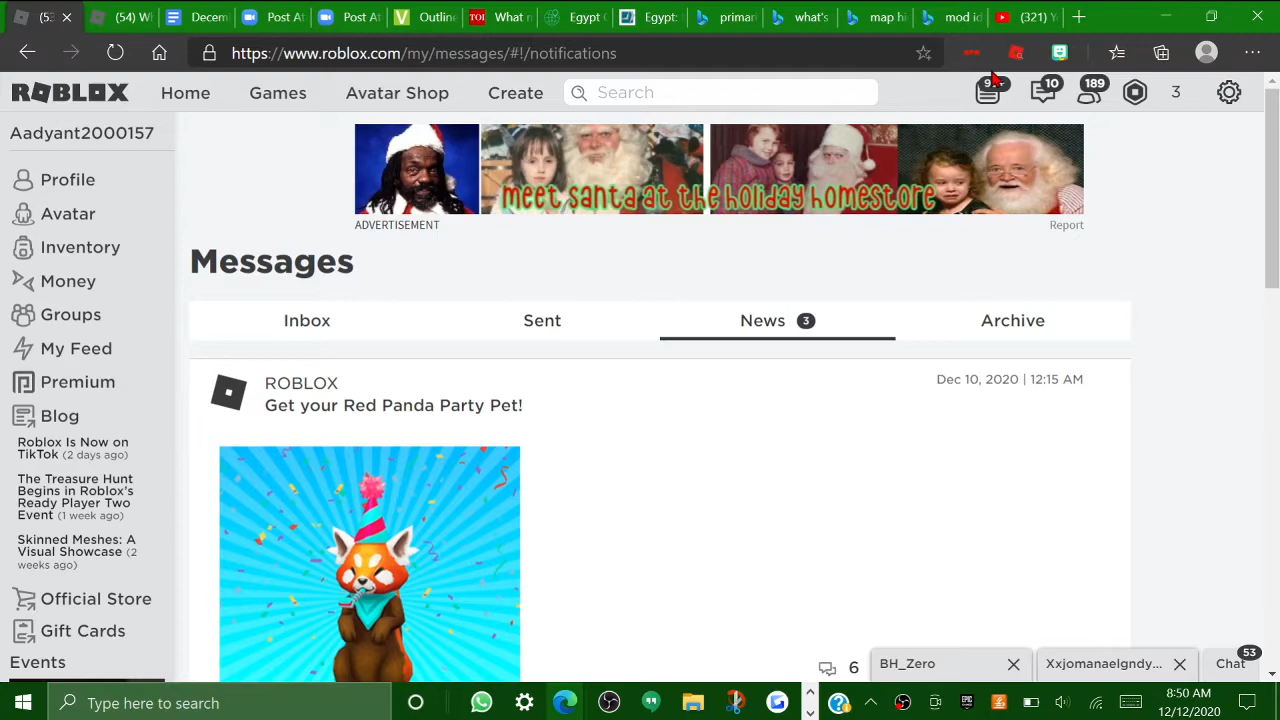 (5
(54) W
Decem
Post At
Post At
Outline
TOI What n
Egypt C
Egypt:
primar
what's
map hi
mod id
(321) Y
https://www.roblox.com/my/messages/#!/notifications
ROBLOX
Home
Games
Avatar Shop
Create
Search
10
189
3
Aadyant2000157
Profile
Avatar
Inventory
Money
Groups
My Feed
Premium
Blog
Roblox Is Now on
TikTok (2 days ago)
The Treasure Hunt
Begins in Roblox's
Ready Player Two
Event (1 week ago)
Skinned Meshes: A
Visual Showcase (2
weeks ago)
Official Store
Gift Cards
Events
meet santa at the holiday homestore
ADVERTISEMENT
Report
Messages
Inbox
Sent
News 3
Archive
ROBLOX
Dec 10, 2020 | 12:15 AM
Get your Red Panda Party Pet!
6
BH_Zero
Xxjomanaelgndy...
Chat
53
Type here to search
8:50 AM
12/12/2020